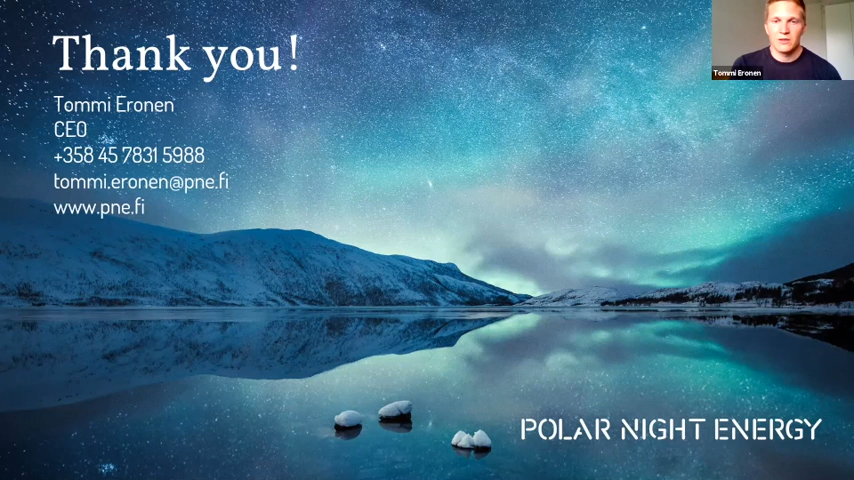 Thank you!
Tommi Eronen
CEO
+358 45 7831 5988
tommi.eronen@pne.fi
www.pne.fi
Tommi Eronen
POLAR NIGHT ENERGY